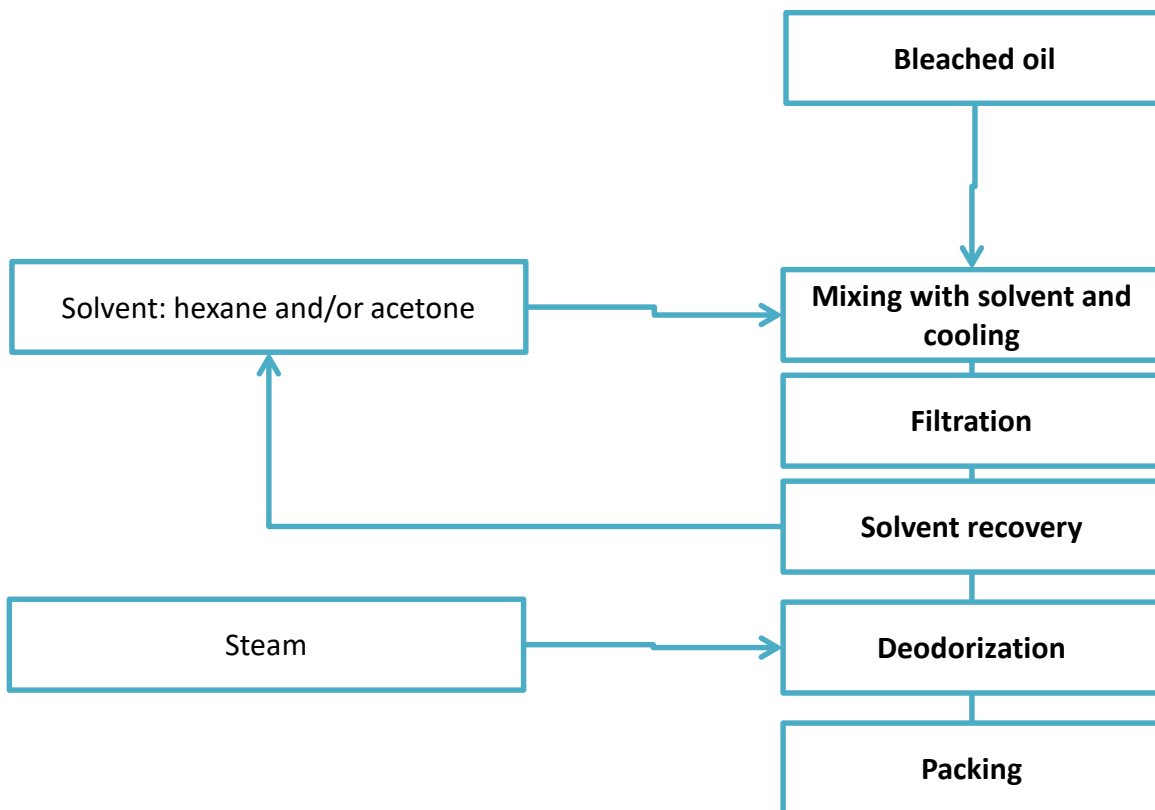 Bleached oil
Solvent: hexane and/or acetone
Mixing with solvent and
cooling
Filtration
Solvent recovery
Steam
Deodorization
Packing